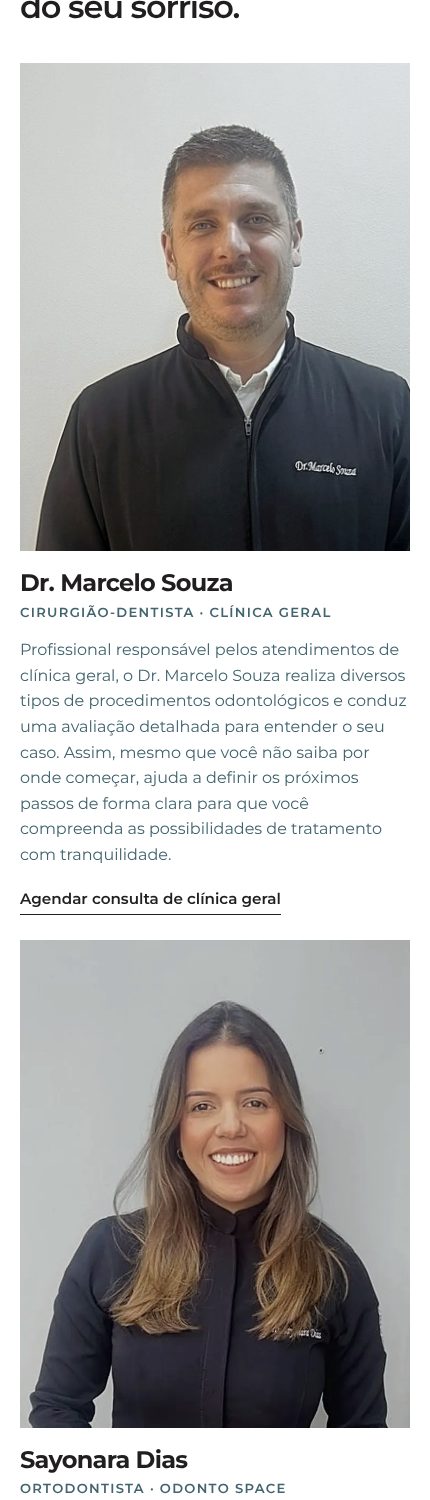 do seu sorriso.
Dr. Marcelo Souza
Dr. Marcelo Souza
CIRURGIÃO-DENTISTA · CLÍNICA GERAL
Profissional responsável pelos atendimentos de
clínica geral, o Dr. Marcelo Souza realiza diversos
tipos de procedimentos odontológicos e conduz
uma avaliação detalhada para entender o seu
caso. Assim, mesmo que você não saiba por
onde começar, ajuda a definir os próximos
passos de forma clara para que você
compreenda as possibilidades de tratamento
com tranquilidade.
Agendar consulta de clínica geral
Dias
Sayonara Dias
ORTODONTISTA · ODONTO SPACE